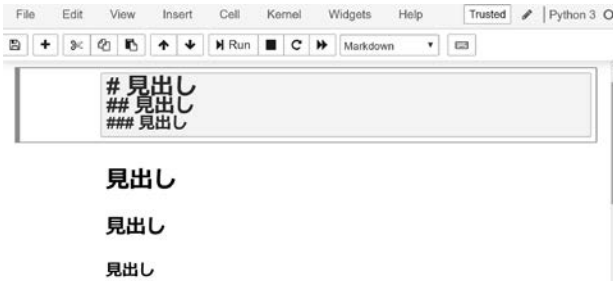 File Edit View Insert Cell Kernel Widgets Help Trusted Python 3
Run Markdown
# 見出し
## 見出し
### 見出し
見出し
見出し
見出し